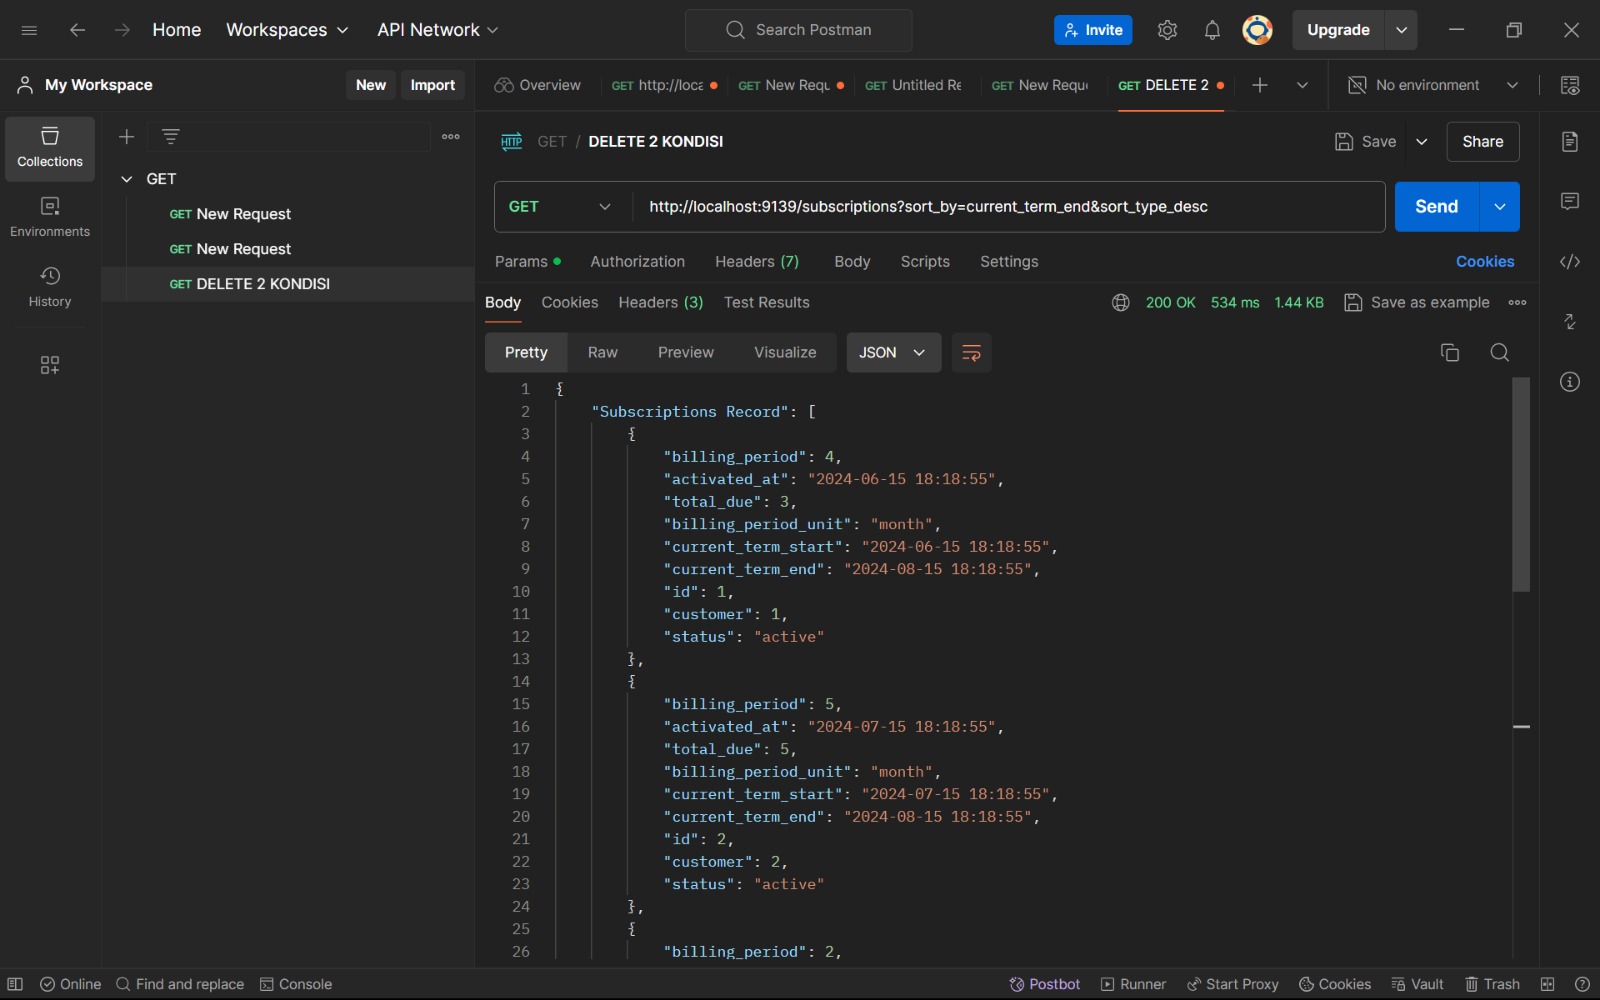 Home Workspaces API Network Search Postman Invite Upgrade
My Workspace New Import Overview GET http://loca GET New Requ GET Untitled Re GET New Reque GET DELETE 2 No environment
Collections
Environments
History
GET
GET New Request
GET New Request
GET DELETE 2 KONDISI
HTTP GET / DELETE 2 KONDISI Save Share
GET http://localhost:9139/subscriptions?sort_by=current_term_end&sort_type_desc Send
Params Authorization Headers (7) Body Scripts Settings Cookies
Body Cookies Headers (3) Test Results 200 OK 534 ms 1.44 KB Save as example
Pretty Raw Preview Visualize JSON
1 {
2 "Subscriptions Record": [
3 {
4 "billing_period": 4,
5 "activated_at": "2024-06-15 18:18:55",
6 "total_due": 3,
7 "billing_period_unit": "month",
8 "current_term_start": "2024-06-15 18:18:55",
9 "current_term_end": "2024-08-15 18:18:55",
10 "id": 1,
11 "customer": 1,
12 "status": "active"
13 },
14 {
15 "billing_period": 5,
16 "activated_at": "2024-07-15 18:18:55",
17 "total_due": 5,
18 "billing_period_unit": "month",
19 "current_term_start": "2024-07-15 18:18:55",
20 "current_term_end": "2024-08-15 18:18:55",
21 "id": 2,
22 "customer": 2,
23 "status": "active"
24 },
25 {
26 "billing_period": 2,
Online Find and replace Console Postbot Runner Start Proxy Cookies Vault Trash